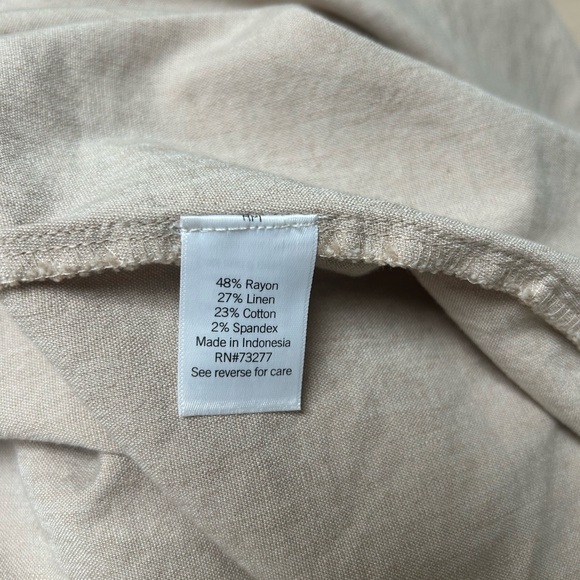 48% Rayon
27% Linen
23% Cotton
2% Spandex
Made in Indonesia
RN#73277
See reverse for care